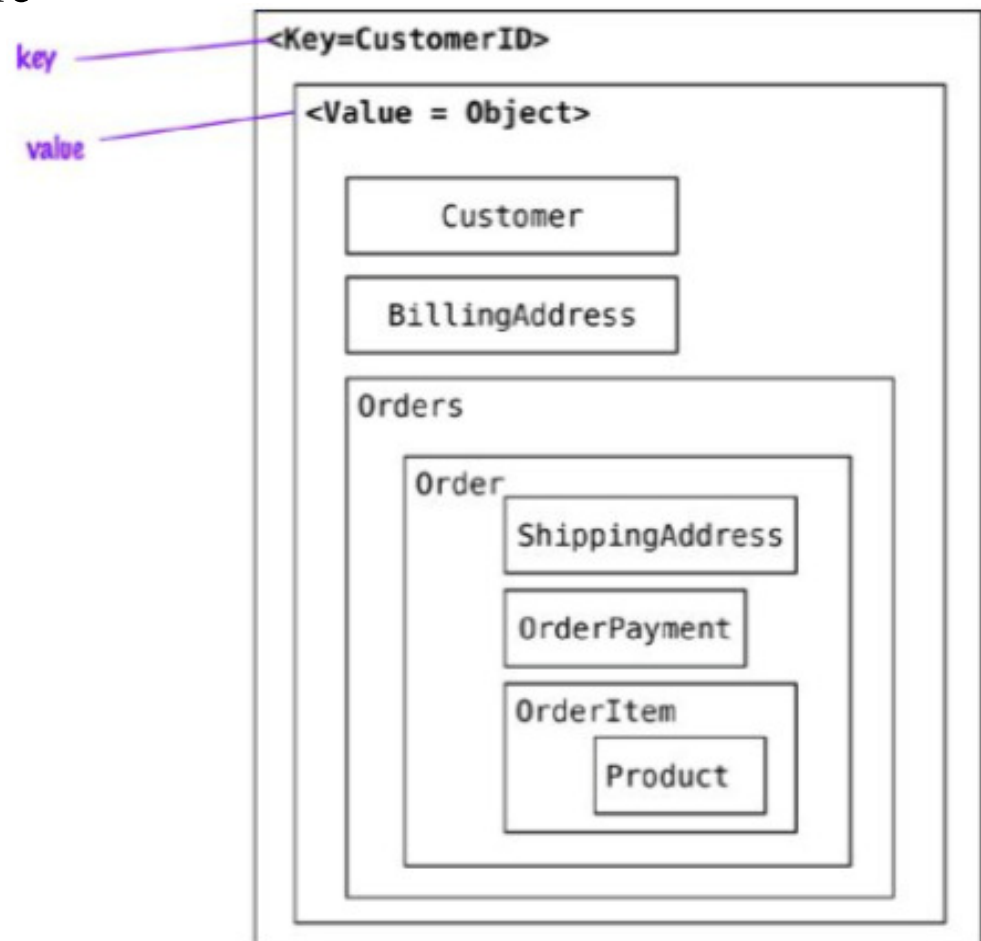 key
<Key=CustomerID>
value
<Value = Object>
Customer
BillingAddress
Orders
Order
ShippingAddress
OrderPayment
OrderItem
Product